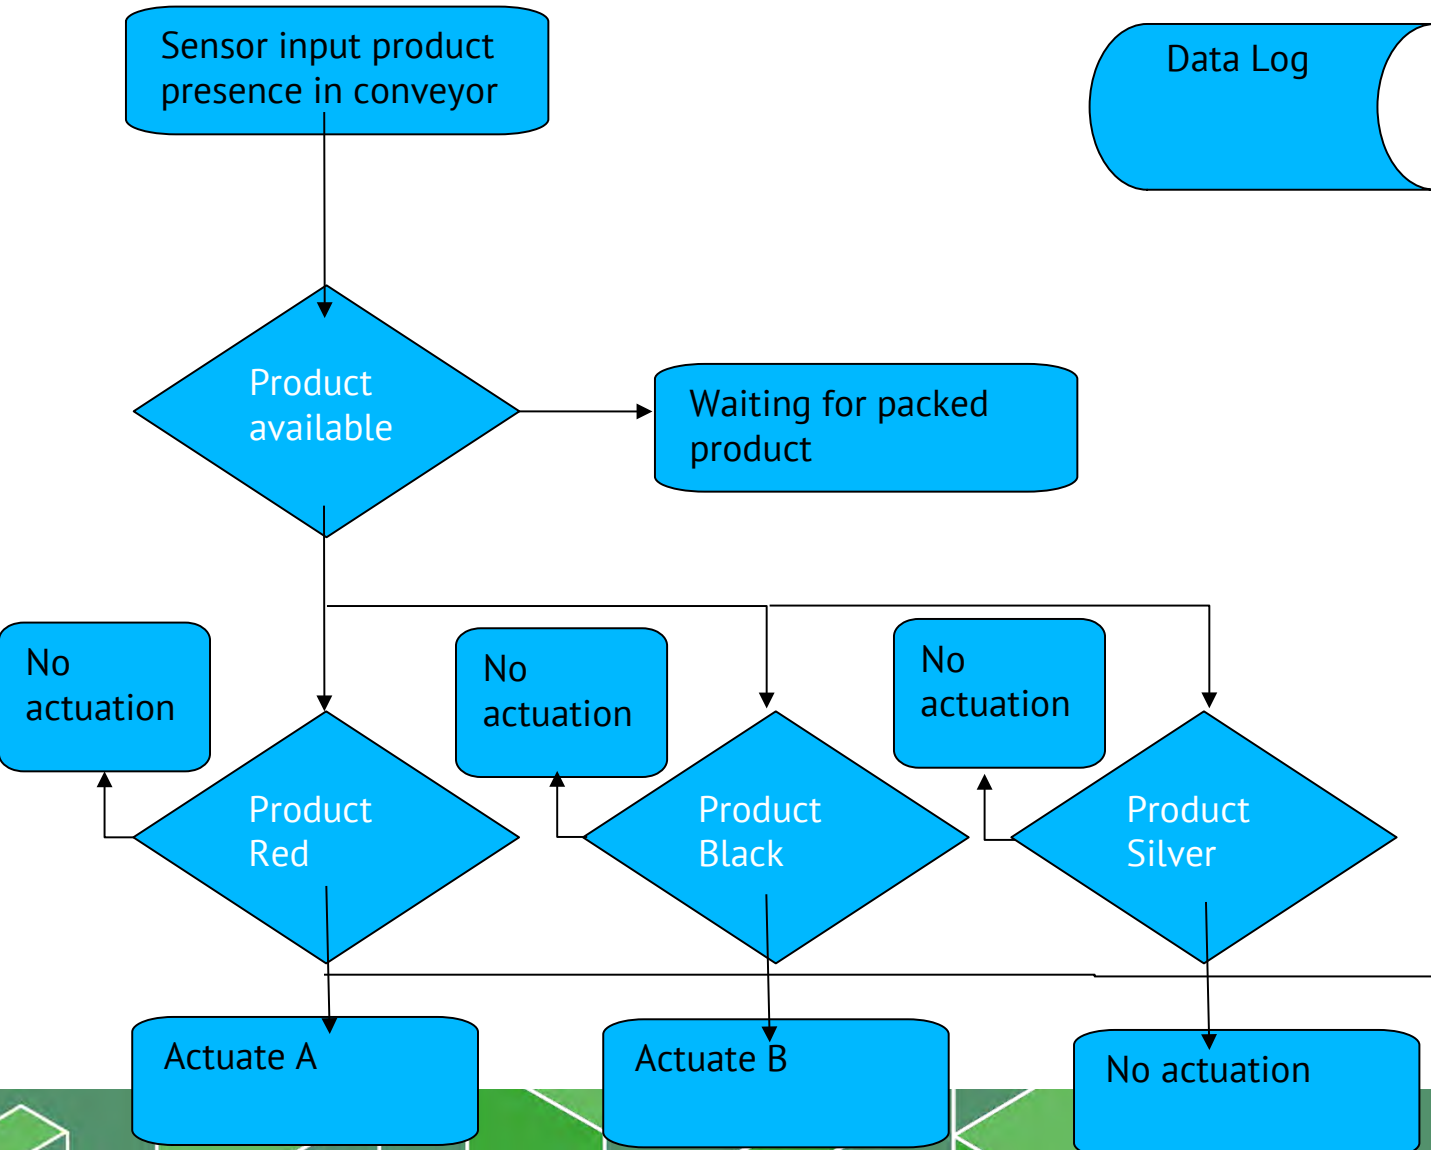 Sensor input product
presence in conveyor
Data Log
Product
available
Waiting for packed
product
No
actuation
No
actuation
No
actuation
Product
Red
Product
Black
Product
Silver
Actuate A
Actuate B
No actuation